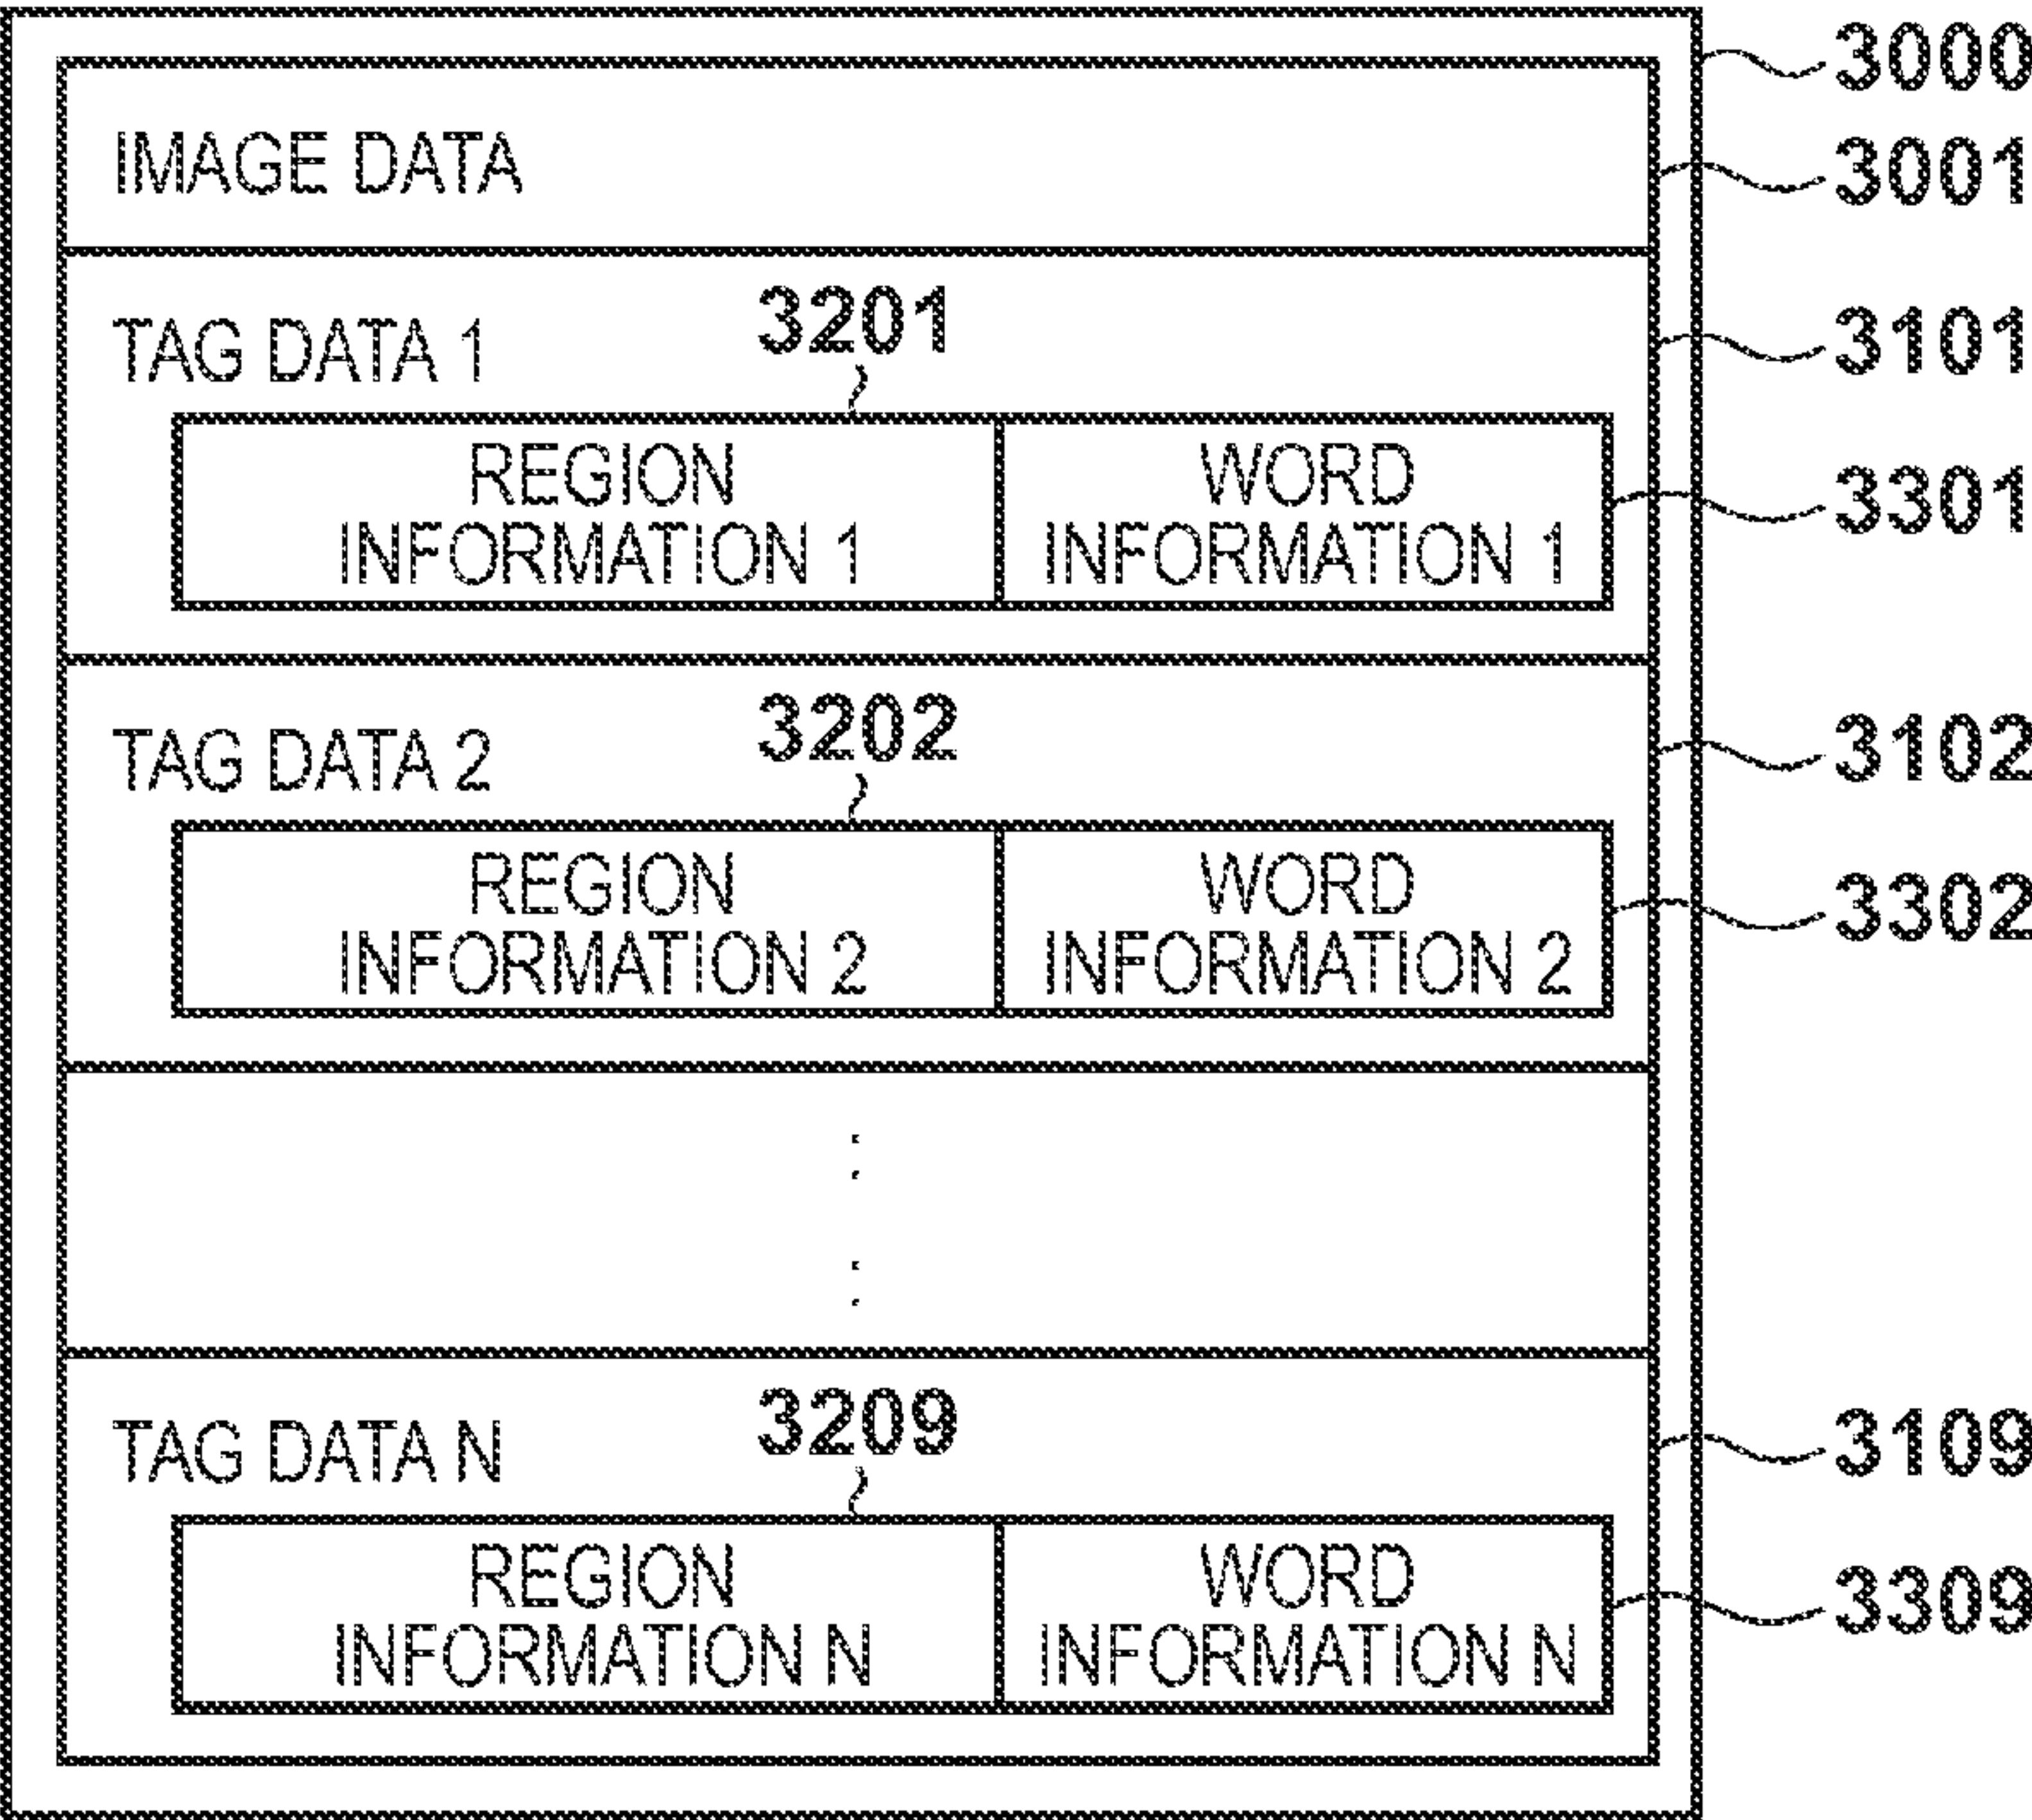 3000
IMAGE DATA
3001
TAG DATA 1
3201
3101
REGION
INFORMATION 1
WORD
INFORMATION 1
3301
TAG DATA 2
3202
3102
REGION
INFORMATION 2
WORD
INFORMATION 2
3302
TAG DATA N
3209
3109
REGION
INFORMATION N
WORD
INFORMATION N
3309